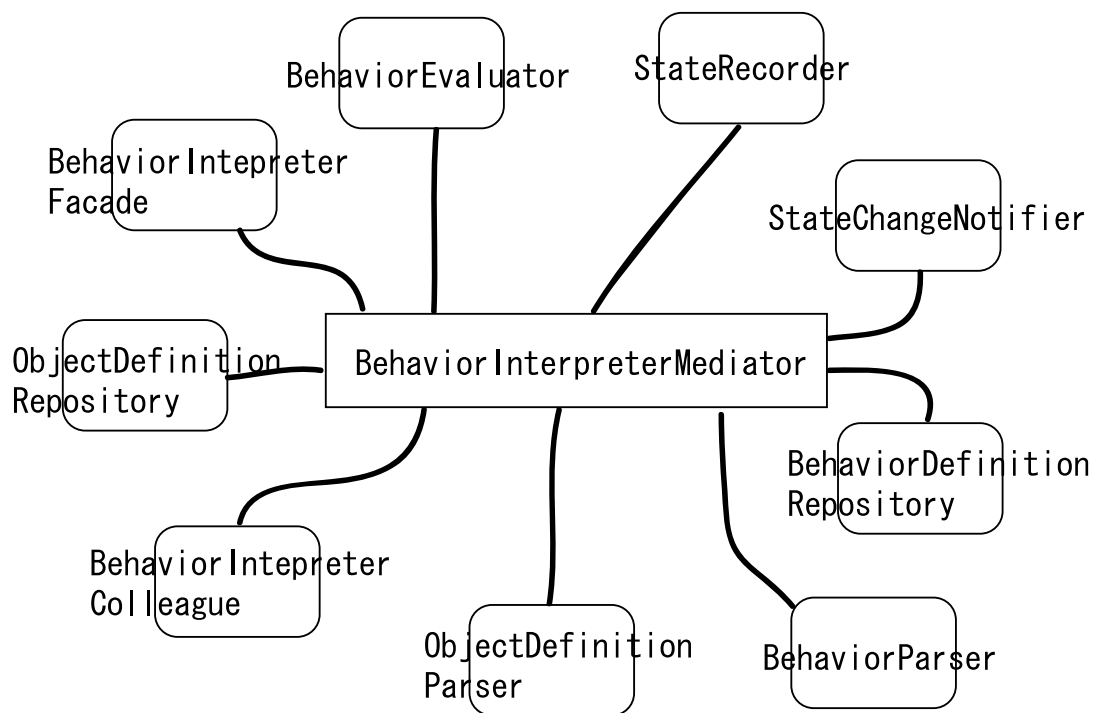 BehaviorEvaluator
StateRecorder
BehaviorIntepreter
Facade
StateChangeNotifier
ObjectDefinition
Repository
BehaviorInterpreterMediator
BehaviorDefinition
Repository
BehaviorIntepreter
Colleague
ObjectDefinition
Parser
BehaviorParser